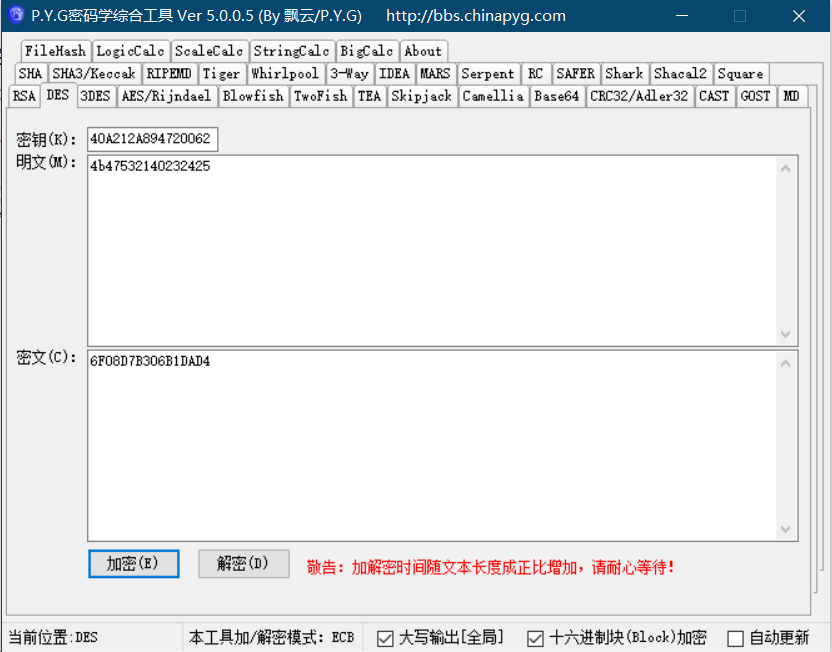 P.Y.G密码学综合工具 Ver 5.0.0.5 (By 飘云/P.Y.G) http://bbs.chinapyg.com
FileHash LogicCalc ScaleCalc StringCalc BigCalc About
SHA SHA3/Keccak RIPEMD Tiger Whirlpool 3-Way IDEA MARS Serpent RC SAFER Shark Shacal2 Square
RSA DES 3DES AES/Rijndael Blowfish TwoFish TEA Skipjack Camellia Base64 CRC32/Adler32 CAST GOST MD
密钥(K): 40A212A894720062
明文(M): 4b47532140232425
密文(C): 6F08D7B306B1DAD4
加密(E) 解密(D) 敬告：加解密时间随文本长度成正比增加，请耐心等待！
当前位置:DES 本工具加/解密模式: ECB 大写输出[全局] 十六进制块(Block)加密 自动更新